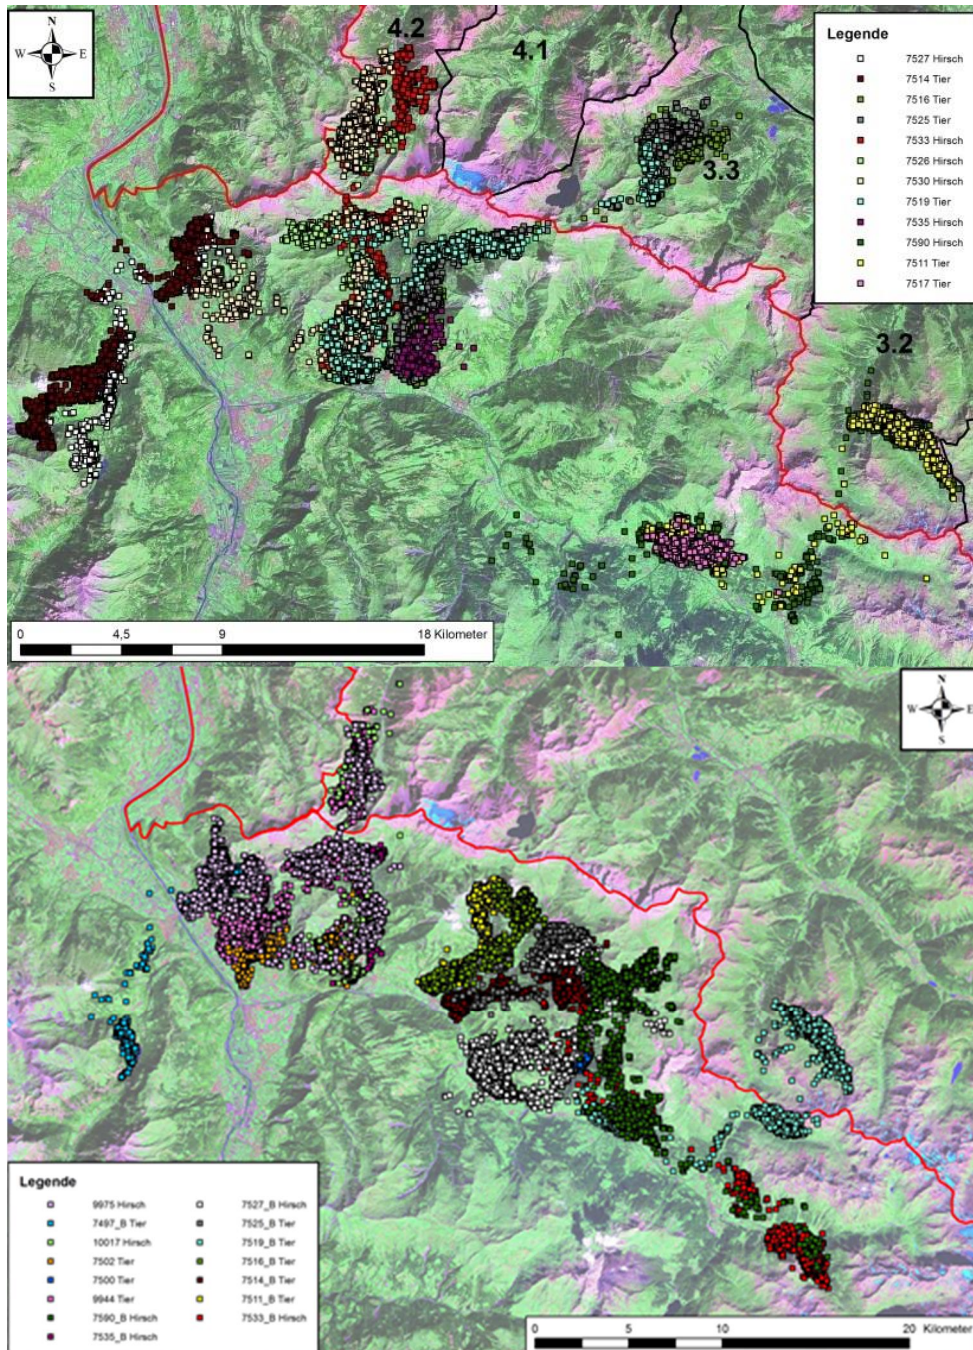 N
W E
S
4.2
4.1
3.3
3.2
Legende
7527 Hirsch
7514 Tier
7516 Tier
7525 Tier
7533 Hirsch
7526 Hirsch
7530 Hirsch
7519 Tier
7535 Hirsch
7590 Hirsch
7511 Tier
7517 Tier
0 4,5 9 18 Kilometer
N
W E
S
Legende
9975 Hirsch 7527_B Hirsch
7497_B Tier 7525_B Tier
10017 Hirsch 7519_B Tier
7502 Tier 7516_B Tier
7500 Tier 7514_B Tier
9944 Tier 7511_B Tier
7590_B Hirsch 7533_B Hirsch
7535_B Hirsch
Kilometer
0 5 10 20